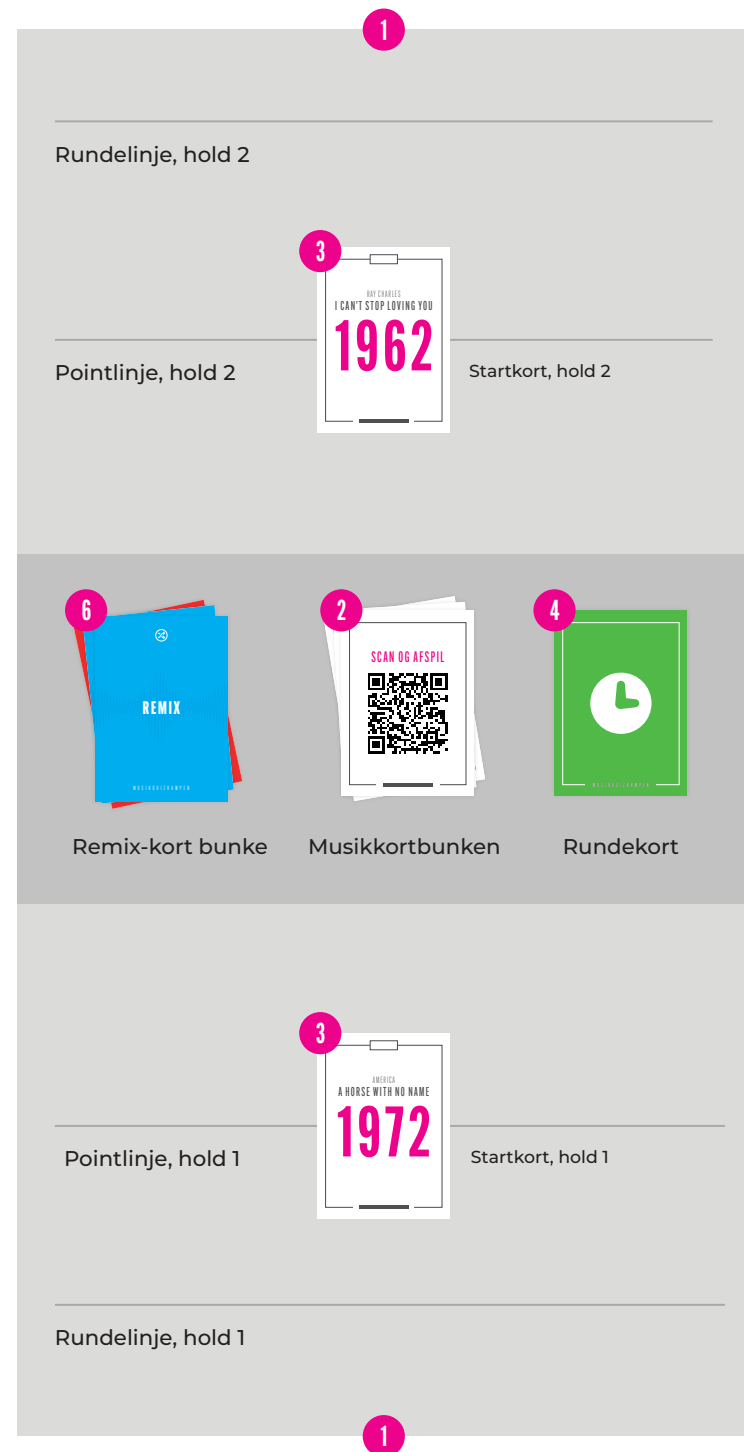 1
Rundelinje, hold 2
3
RAY CHARLES
I CAN'T STOP LOVING YOU
1962
Pointlinje, hold 2
Startkort, hold 2
6
REMIX
MUSIKQUIZKAMPEN
Remix-kort bunke
2
SCAN OG AFSPIL
Musikkortbunken
4
MUSIKQUIZKAMPEN
Rundekort
3
AMERICA
A HORSE WITH NO NAME
1972
Pointlinje, hold 1
Startkort, hold 1
Rundelinje, hold 1
1